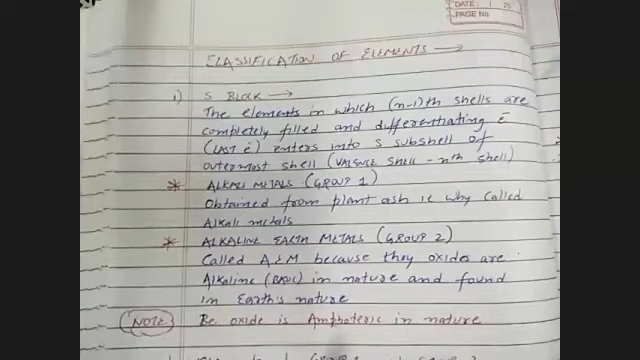 DATE: / 20
PAGE No
CLASSIFICATION OF ELEMENTS →
1) S BLOCK →
The elements in which (n-1)th shells are
completely filled and differentiating ē
(LAST ē) enters into s subshell of
outermost shell (VALENCE SHELL - nth shell)
* ALKALI METALS (GROUP 1)
Obtained from plant ash ie why called
Alkali metals
* ALKALINE EARTH METALS (GROUP 2)
Called A.E.M because they oxides are
Alkaline (BASIC) in nature and found
in Earth's nature
NOTE Be oxide is Amphoteric in nature